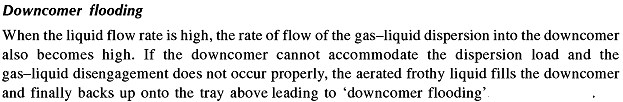 Downcomer flooding
When the liquid flow rate is high, the rate of flow of the gas–liquid dispersion into the downcomer
also becomes high. If the downcomer cannot accommodate the dispersion load and the
gas–liquid disengagement does not occur properly, the aerated frothy liquid fills the downcomer
and finally backs up onto the tray above leading to ‘downcomer flooding’.